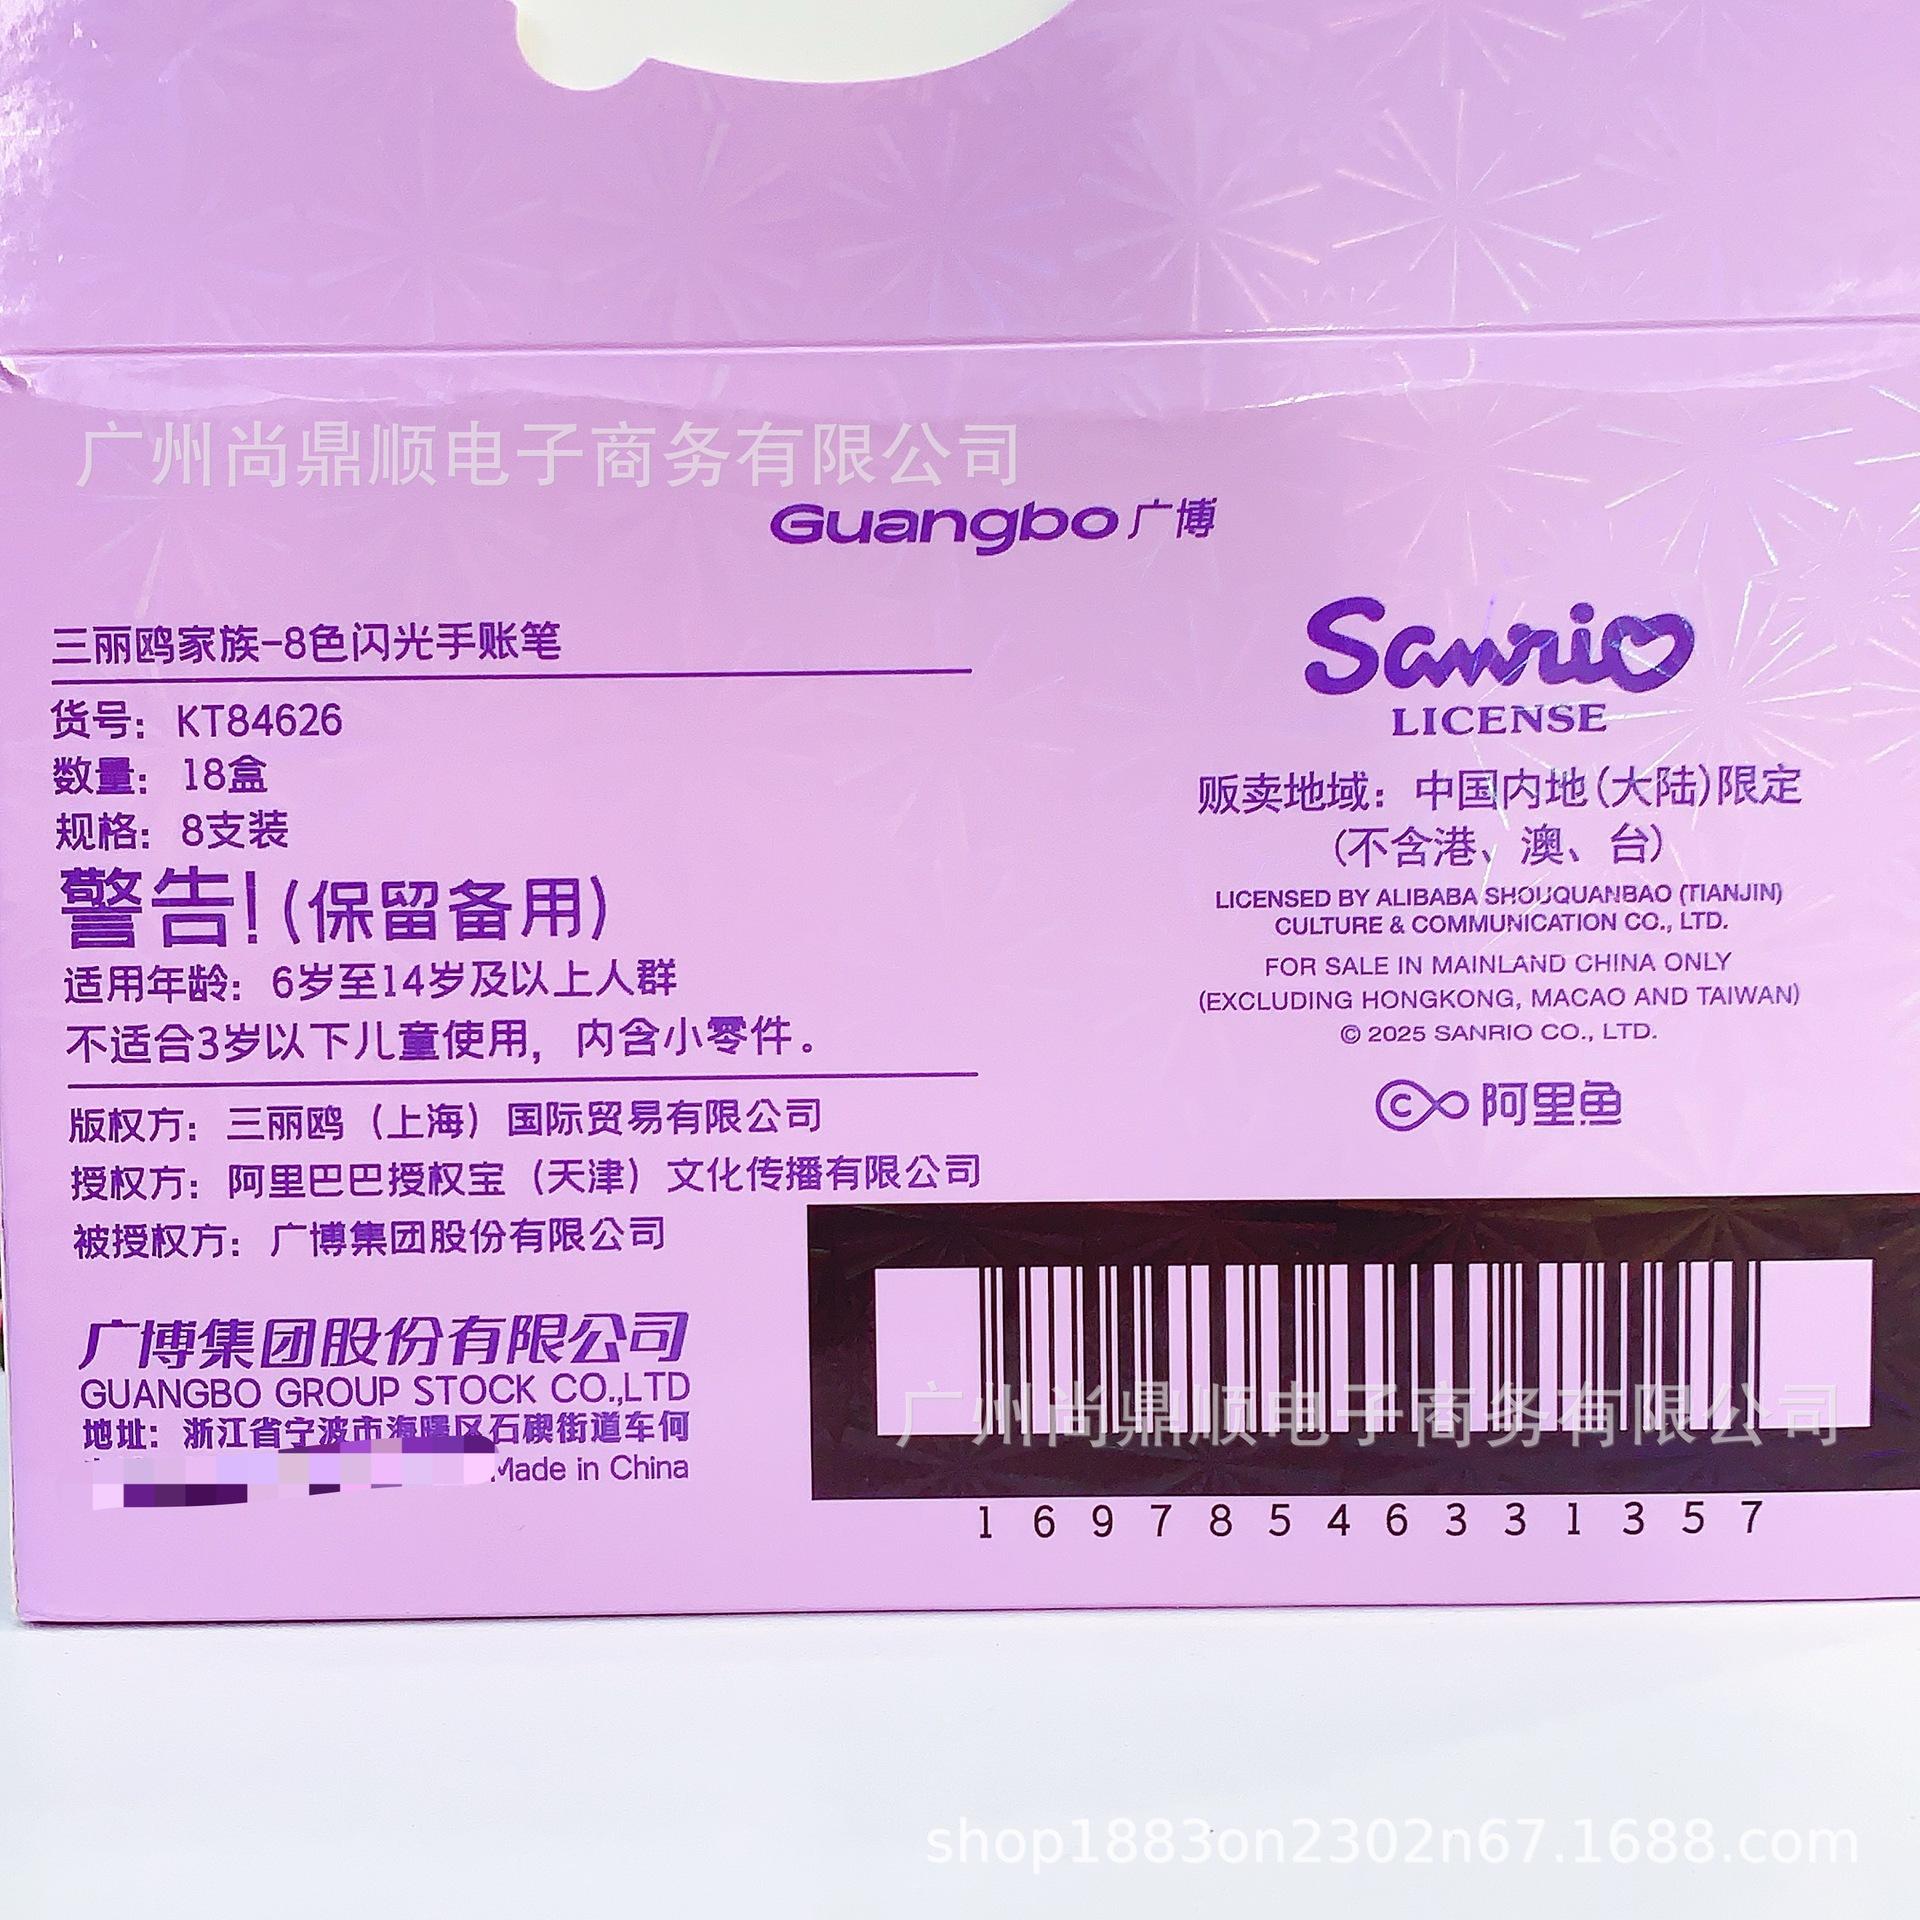 广州尚鼎顺电子商务有限公司
Guangbo广博
三丽鸥家族-8色闪光手账笔
货号：KT84626
数量：18盒
规格：8支装
警告！(保留备用)
适用年龄：6岁至14岁及以上人群
不适合3岁以下儿童使用，内含小零件。
版权方：三丽鸥（上海）国际贸易有限公司
授权方：阿里巴巴授权宝（天津）文化传播有限公司
被授权方：广博集团股份有限公司
广博集团股份有限公司
GUANGBO GROUP STOCK CO.,LTD
地址：浙江省宁波市海曙区石碶街道车何
Made in China
Sanrio
LICENSE
贩卖地域：中国内地(大陆)限定
(不含港、澳、台)
LICENSED BY ALIBABA SHOUQUANBAO (TIANJIN)
CULTURE & COMMUNICATION CO., LTD.
FOR SALE IN MAINLAND CHINA ONLY
(EXCLUDING HONGKONG, MACAO AND TAIWAN)
© 2025 SANRIO CO., LTD.
阿里鱼
广州尚鼎顺电子商务有限公司
1 6 9 7 8 5 4 6 3 3 1 3 5 7
shop1883on2302n67.1688.com